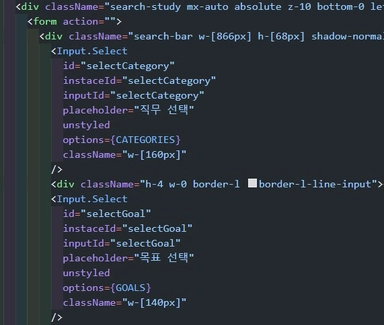 <div className="search-study mx-auto absolute z-10 bottom-0 le
<form action="">
<div className="search-bar w-[866px] h-[68px] shadow-norma
<Input.Select
id="selectCategory"
instaceId="selectCategory"
inputId="selectCategory"
placeholder="직무 선택"
unstyled
options={CATEGORIES}
className="w-[160px]"
/>
<div className="h-4 w-0 border-l border-l-line-input">
<Input.Select
id="selectGoal"
instaceId="selectGoal"
inputId="selectGoal"
placeholder="목표 선택"
unstyled
options={GOALS}
className="w-[140px]"
/>